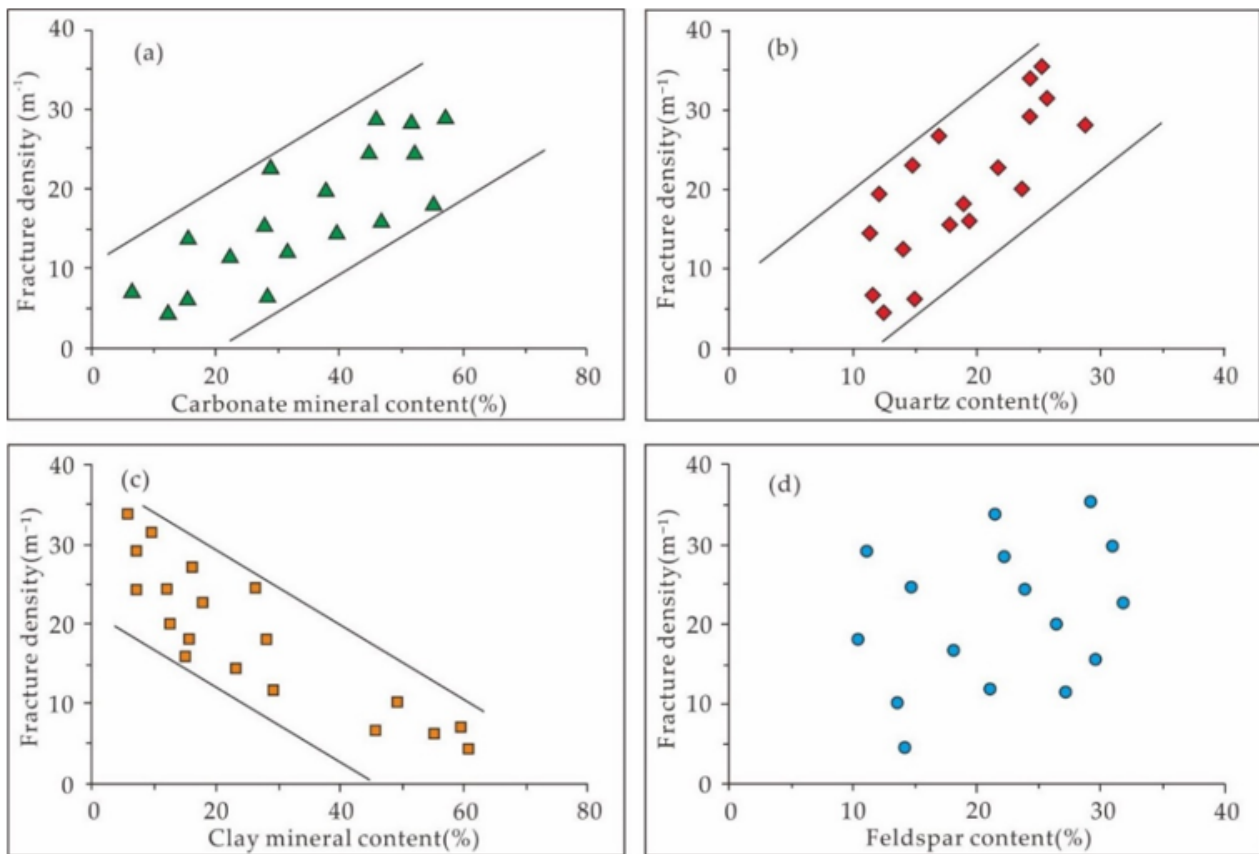 (a)
Fracture density (m⁻¹)
40
30
20
10
0
0 20 40 60 80
Carbonate mineral content(%)
(b)
Fracture density(m⁻¹)
40
30
20
10
0
0 10 20 30 40
Quartz content(%)
(c)
Fracture density(m⁻¹)
40
30
20
10
0
0 20 40 60 80
Clay mineral content(%)
(d)
Fracture density(m⁻¹)
40
30
20
10
0
0 10 20 30 40
Feldspar content(%)